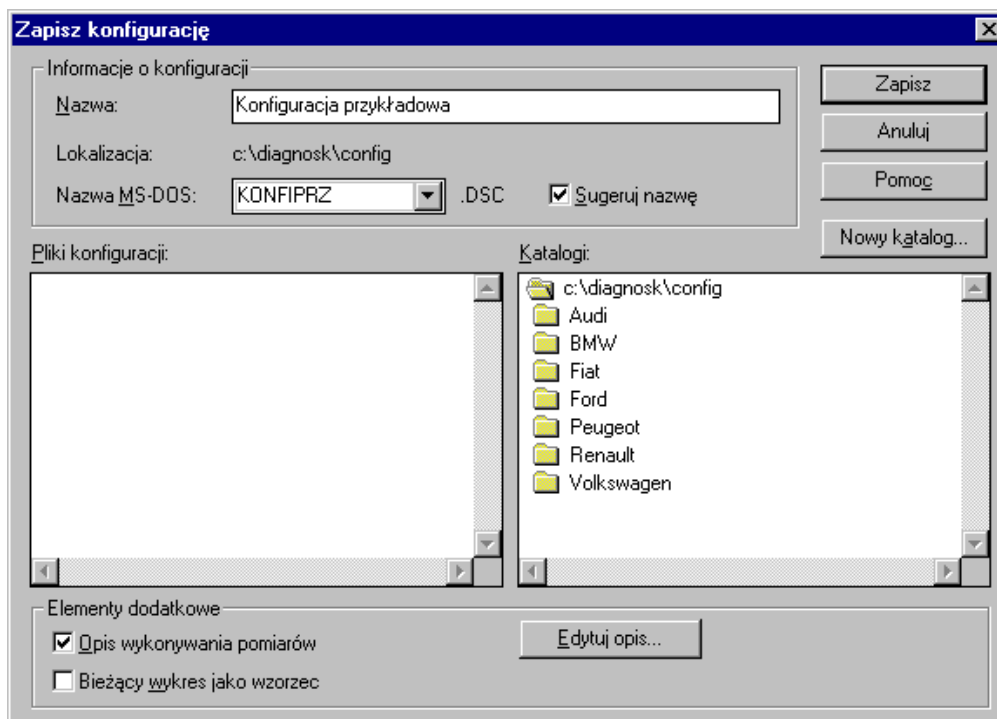 Zapisz konfigurację
Informacje o konfiguracji
Nazwa: Konfiguracja przykładowa
Lokalizacja: c:\diagnosk\config
Nazwa MS-DOS: KONFIPRZ .DSC Sugeruj nazwę
Zapisz
Anuluj
Pomoc
Nowy katalog...
Pliki konfiguracji:
Katalogi:
c:\diagnosk\config
Audi
BMW
Fiat
Ford
Peugeot
Renault
Volkswagen
Elementy dodatkowe
Opis wykonywania pomiarów
Edytuj opis...
Bieżący wykres jako wzorzec